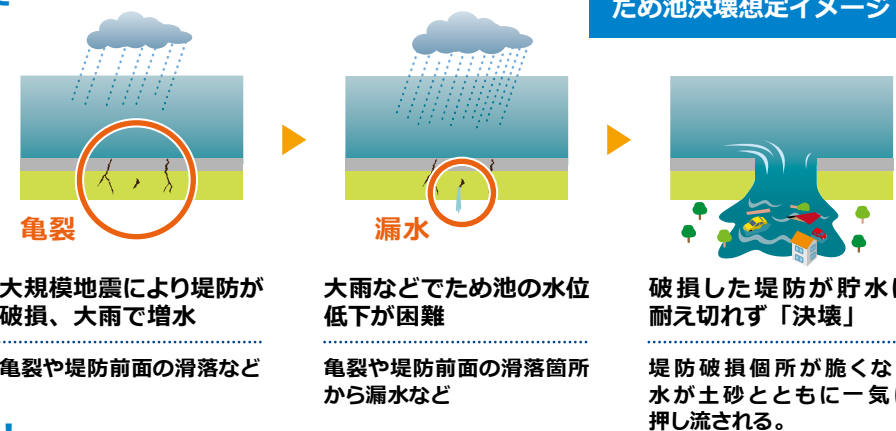 ため池決壊想定イメージ
亀裂
大規模地震により堤防が
破損、大雨で増水
亀裂や堤防前面の滑落など
漏水
大雨などでため池の水位
低下が困難
亀裂や堤防前面の滑落箇所
から漏水など
破損した堤防が貯水に
耐え切れず「決壊」
堤防破損個所が脆くな
水が土砂とともに一気に
押し流される。